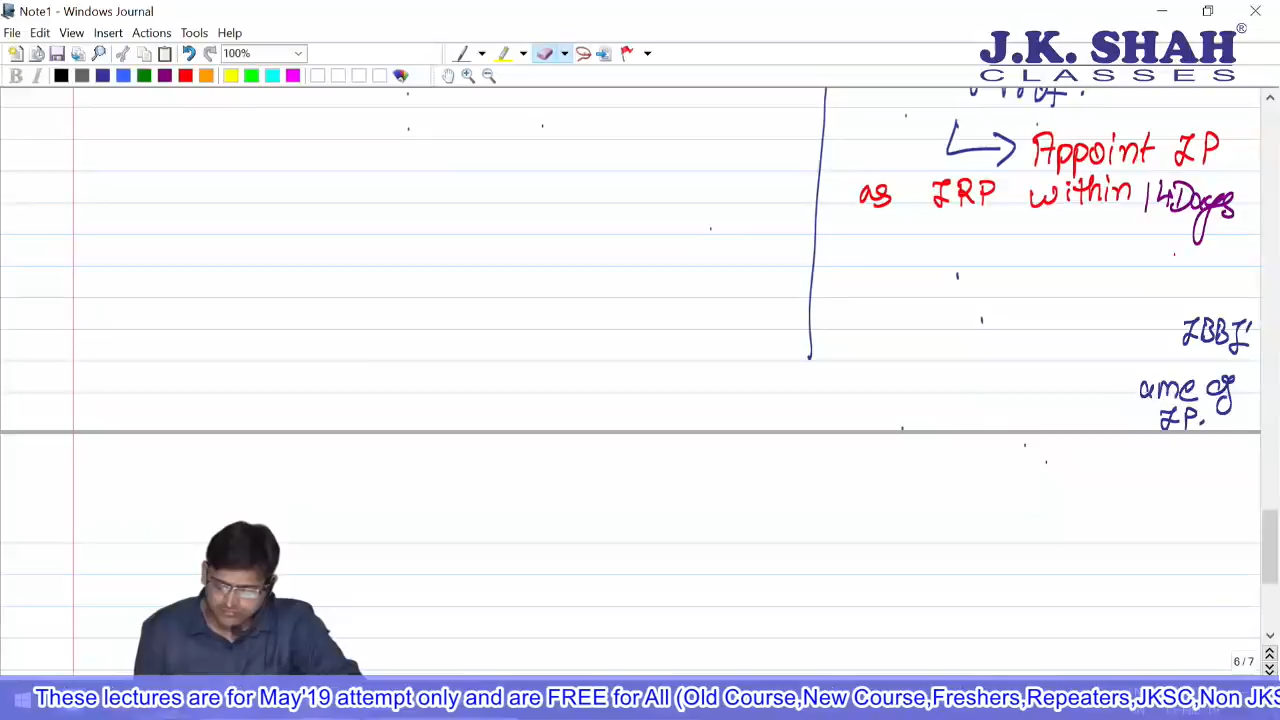 Note1 - Windows Journal
File Edit View Insert Actions Tools Help
100%
B I
J.K. SHAH®
CLASSES
Appoint IP
as IRP within 14 Days
IBBI
ame of
IP.
6 / 7
These lectures are for May'19 attempt only and are FREE for All (Old Course,New Course,Freshers,Repeaters,JKSC,Non JKS